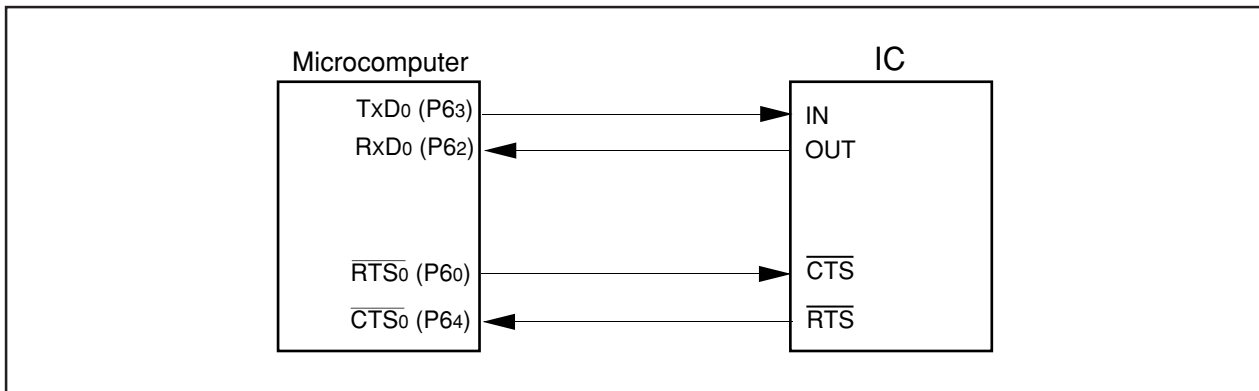 Microcomputer
IC
TxD0 (P63)
IN
RxD0 (P62)
OUT
RTS0 (P60)
CTS
CTS0 (P64)
RTS